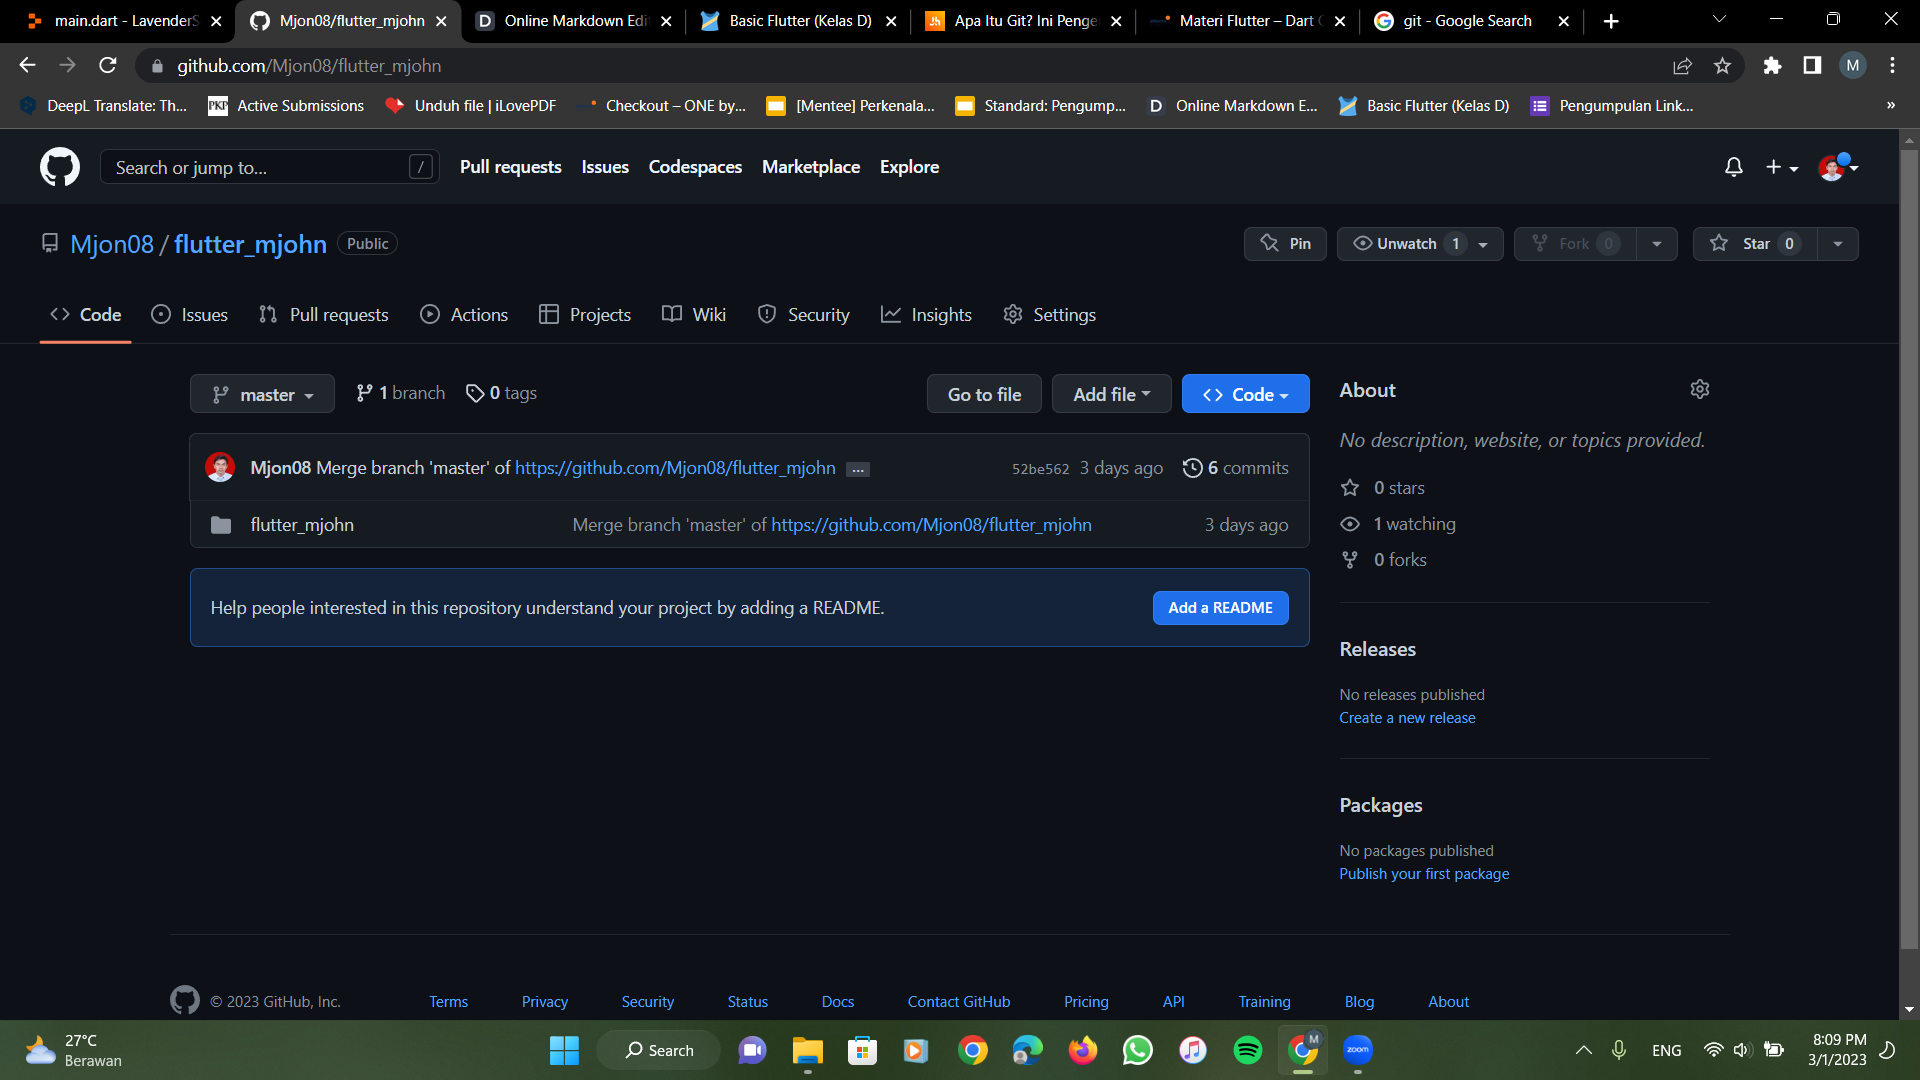 main.dart - LavenderS
Mjon08/flutter_mjohn
Online Markdown Edi
Basic Flutter (Kelas D)
Apa Itu Git? Ini Penge
Materi Flutter – Dart
git - Google Search
github.com/Mjon08/flutter_mjohn
M
DeepL Translate: Th...
PKP Active Submissions
Unduh file | iLovePDF
Checkout – ONE by...
[Mentee] Perkenala...
Standard: Pengump...
D Online Markdown E...
Basic Flutter (Kelas D)
Pengumpulan Link...
»
Search or jump to...
/
Pull requests
Issues
Codespaces
Marketplace
Explore
Mjon08 / flutter_mjohn
Public
Pin
Unwatch 1
Fork 0
Star 0
Code
Issues
Pull requests
Actions
Projects
Wiki
Security
Insights
Settings
master
1 branch
0 tags
Go to file
Add file
Code
Mjon08 Merge branch 'master' of https://github.com/Mjon08/flutter_mjohn ...
52be562 3 days ago
6 commits
flutter_mjohn
Merge branch 'master' of https://github.com/Mjon08/flutter_mjohn
3 days ago
Help people interested in this repository understand your project by adding a README.
Add a README
About
No description, website, or topics provided.
0 stars
1 watching
0 forks
Releases
No releases published
Create a new release
Packages
No packages published
Publish your first package
© 2023 GitHub, Inc.
Terms
Privacy
Security
Status
Docs
Contact GitHub
Pricing
API
Training
Blog
About
27°C
Berawan
Search
M
zoom
ENG
8:09 PM
3/1/2023